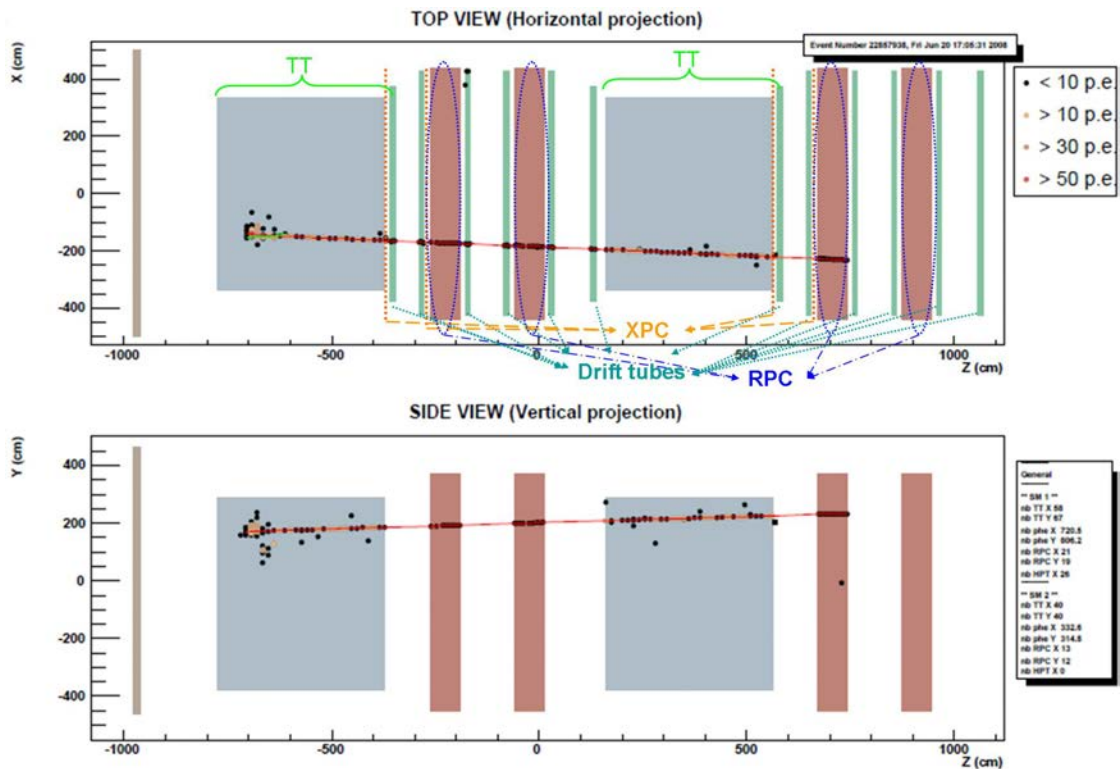 TOP VIEW (Horizontal projection)
Event Number 22887938, Fri Jun 20 17:05:31 2008
X (cm)
TT
TT
400
200
0
-200
-400
< 10 p.e.
> 10 p.e.
> 30 p.e.
> 50 p.e.
XPC
Drift tubes
RPC
-1000
-500
0
500
1000
Z (cm)
SIDE VIEW (Vertical projection)
Y (cm)
400
200
0
-200
-400
General
** SM 1 **
nb TT X 58
nb TT Y 67
nb phe X 720.5
nb phe Y 806.2
nb RPC X 21
nb RPC Y 19
nb HPT X 26
** SM 2 **
nb TT X 40
nb TT Y 40
nb phe X 332.6
nb phe Y 314.5
nb RPC X 13
nb RPC Y 12
nb HPT X 0
-1000
-500
0
500
1000
Z (cm)